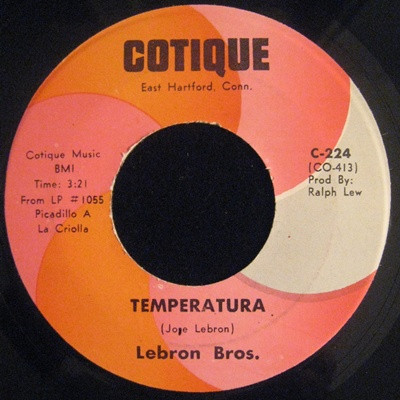 COTIQUE
East Hartford, Conn.
Cotique Music
BMI
Time: 3:21
From LP #1055
Picadillo A
La Criolla
C-224
(CO-413)
Prod By:
Ralph Lew
TEMPERATURA
(Jose Lebron)
Lebron Bros.